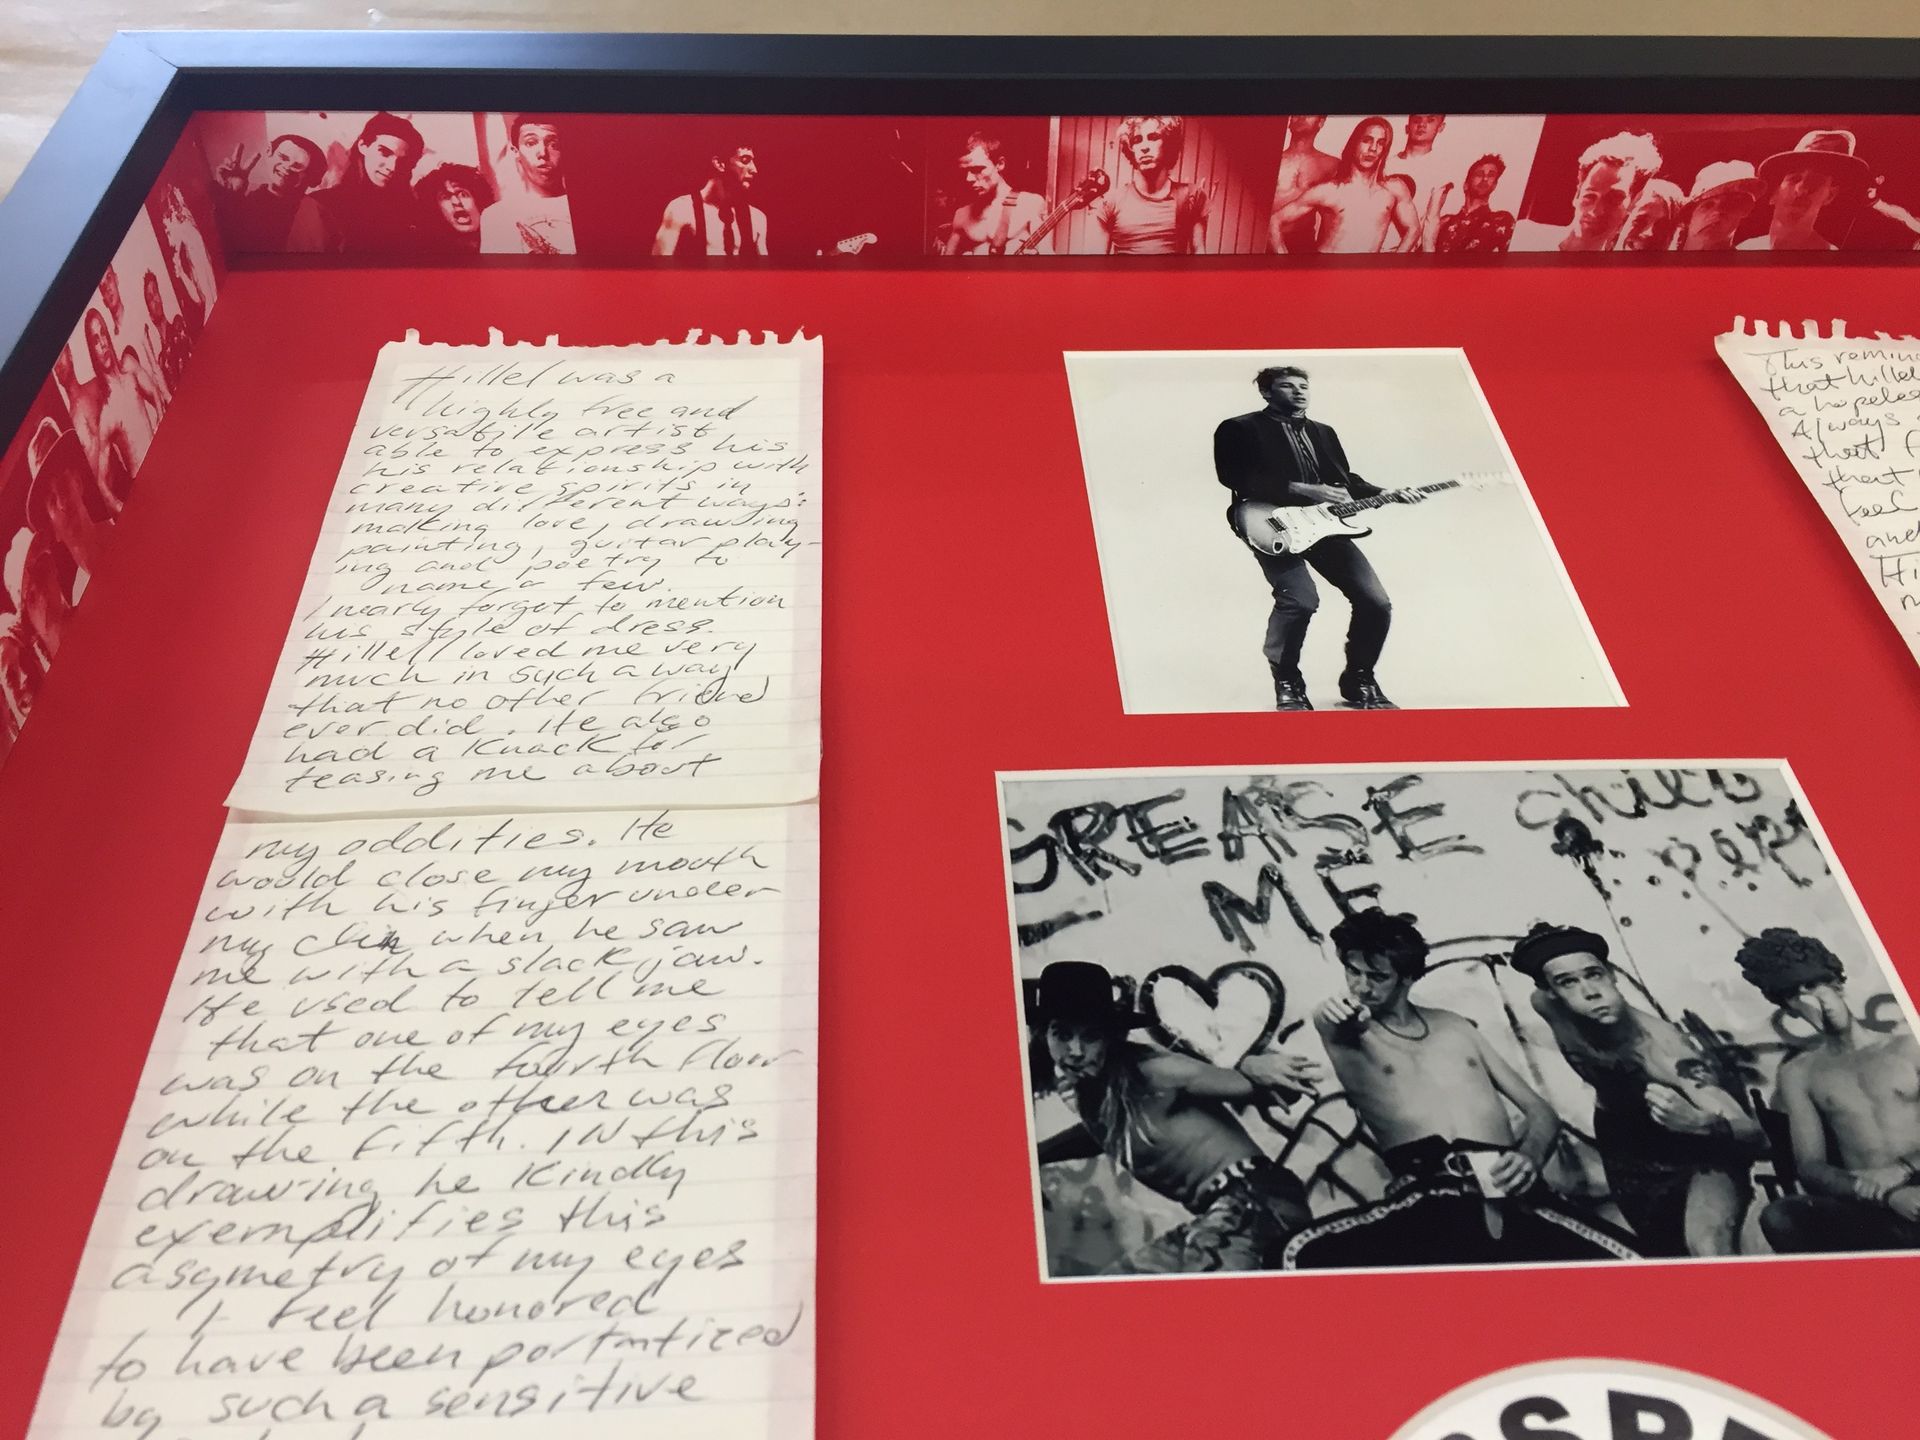 Hillel was a
highly free and
versatile artist
able to express his
his relationship with
creative spirits in
many different ways:
making love, drawing
painting, guitar play-
ing and poetry to
name a few.
I nearly forgot to mention
his style of dress.
Hillel loved me very
much in such a way
that no other friend
ever did. He also
had a knack for
teasing me about
my oddities. He
would close my mouth
with his finger under
my chin when he saw
me with a slack jaw.
He used to tell me
that one of my eyes
was on the fourth floor
while the other was
on the fifth. IN this
drawing he kindly
exemplifies this
asymetry of my eyes
I feel honored
to have been portraticed
by such a sensitive
This remin
that hillel
a hopeles
Always
that f
that
feel
and
Hi
GREASE
ME
chili